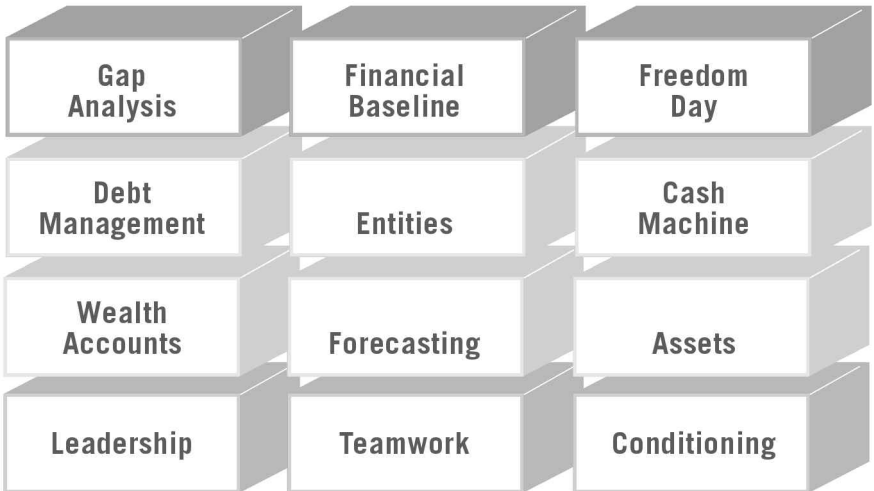 Gap
Analysis
Financial
Baseline
Freedom
Day
Debt
Management
Entities
Cash
Machine
Wealth
Accounts
Forecasting
Assets
Leadership
Teamwork
Conditioning